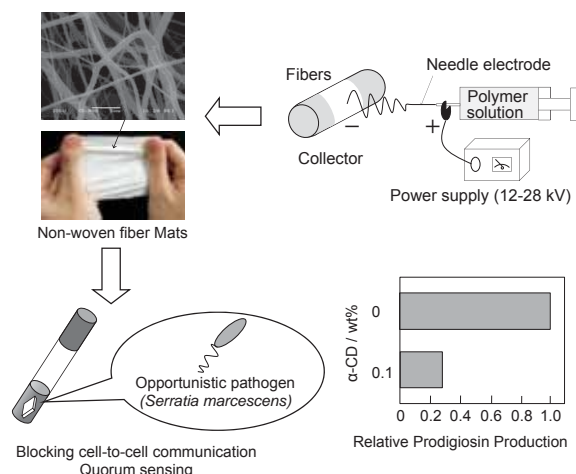 Fibers
Needle electrode
Polymer
solution
−
+
Collector
Power supply (12-28 kV)
Non-woven fiber Mats
Opportunistic pathogen
(Serratia marcescens)
Blocking cell-to-cell communication
Quorum sensing
α-CD / wt%
0
0.1
0 0.2 0.4 0.6 0.8 1.0
Relative Prodigiosin Production